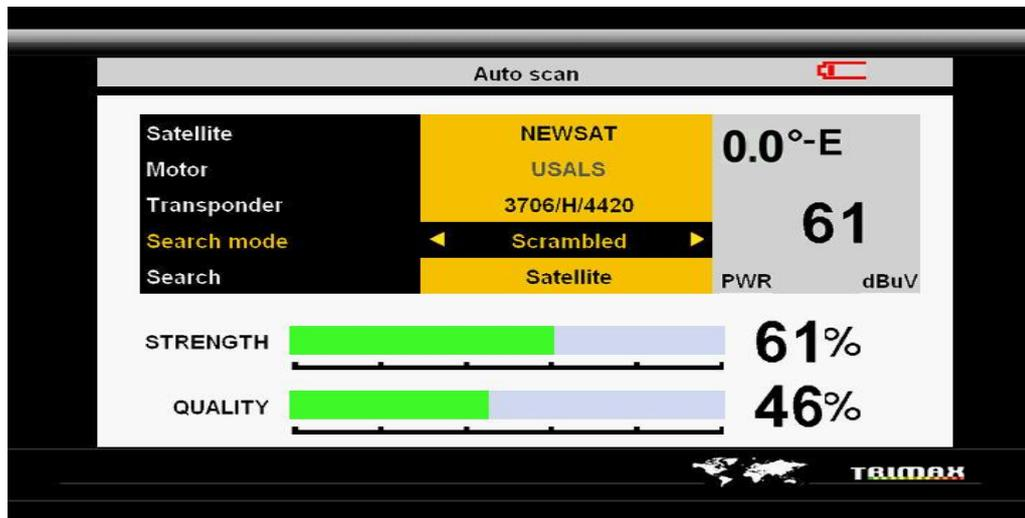 Auto scan
Satellite NEWSAT
Motor USALS
Transponder 3706/H/4420
Search mode Scrambled
Search Satellite
0.0°-E
61
PWR dBuV
STRENGTH 61%
QUALITY 46%
TRIMAX